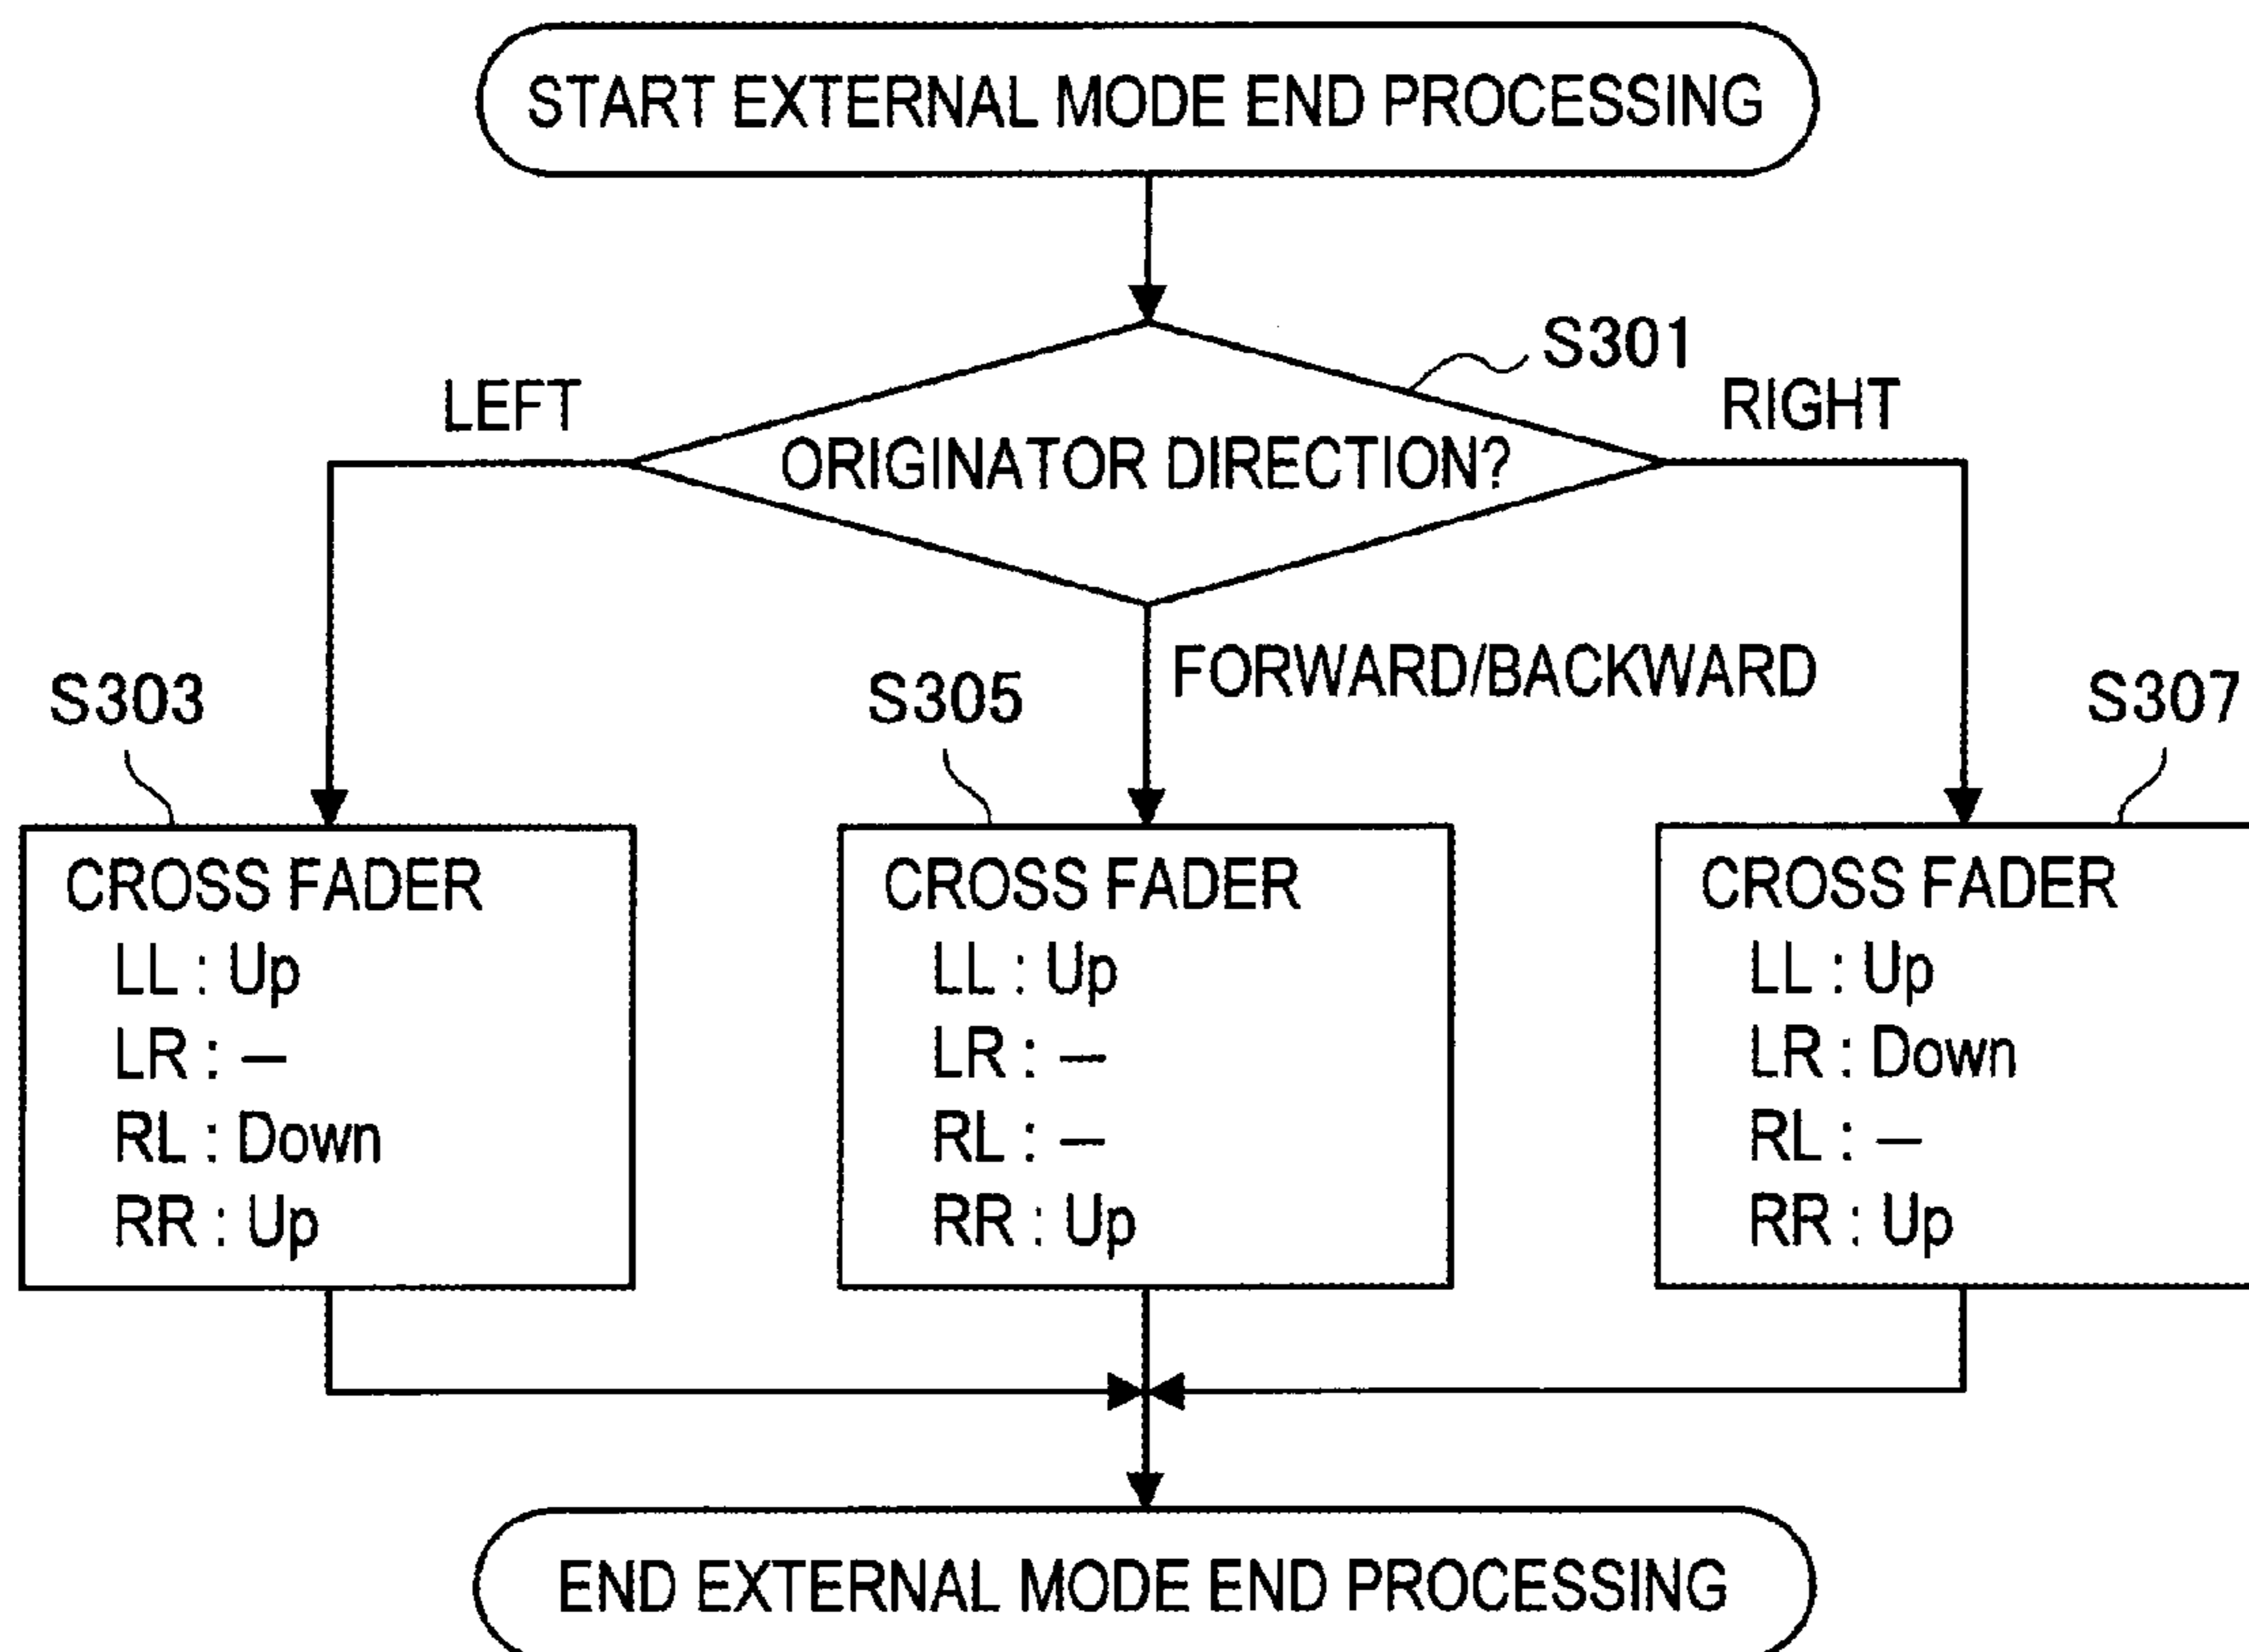 START EXTERNAL MODE END PROCESSING
S301
LEFT
RIGHT
ORIGINATOR DIRECTION?
FORWARD/BACKWARD
S303
S305
S307
CROSS FADER
LL : Up
LR : —
RL : Down
RR : Up
CROSS FADER
LL : Up
LR : —
RL : —
RR : Up
CROSS FADER
LL : Up
LR : Down
RL : —
RR : Up
END EXTERNAL MODE END PROCESSING